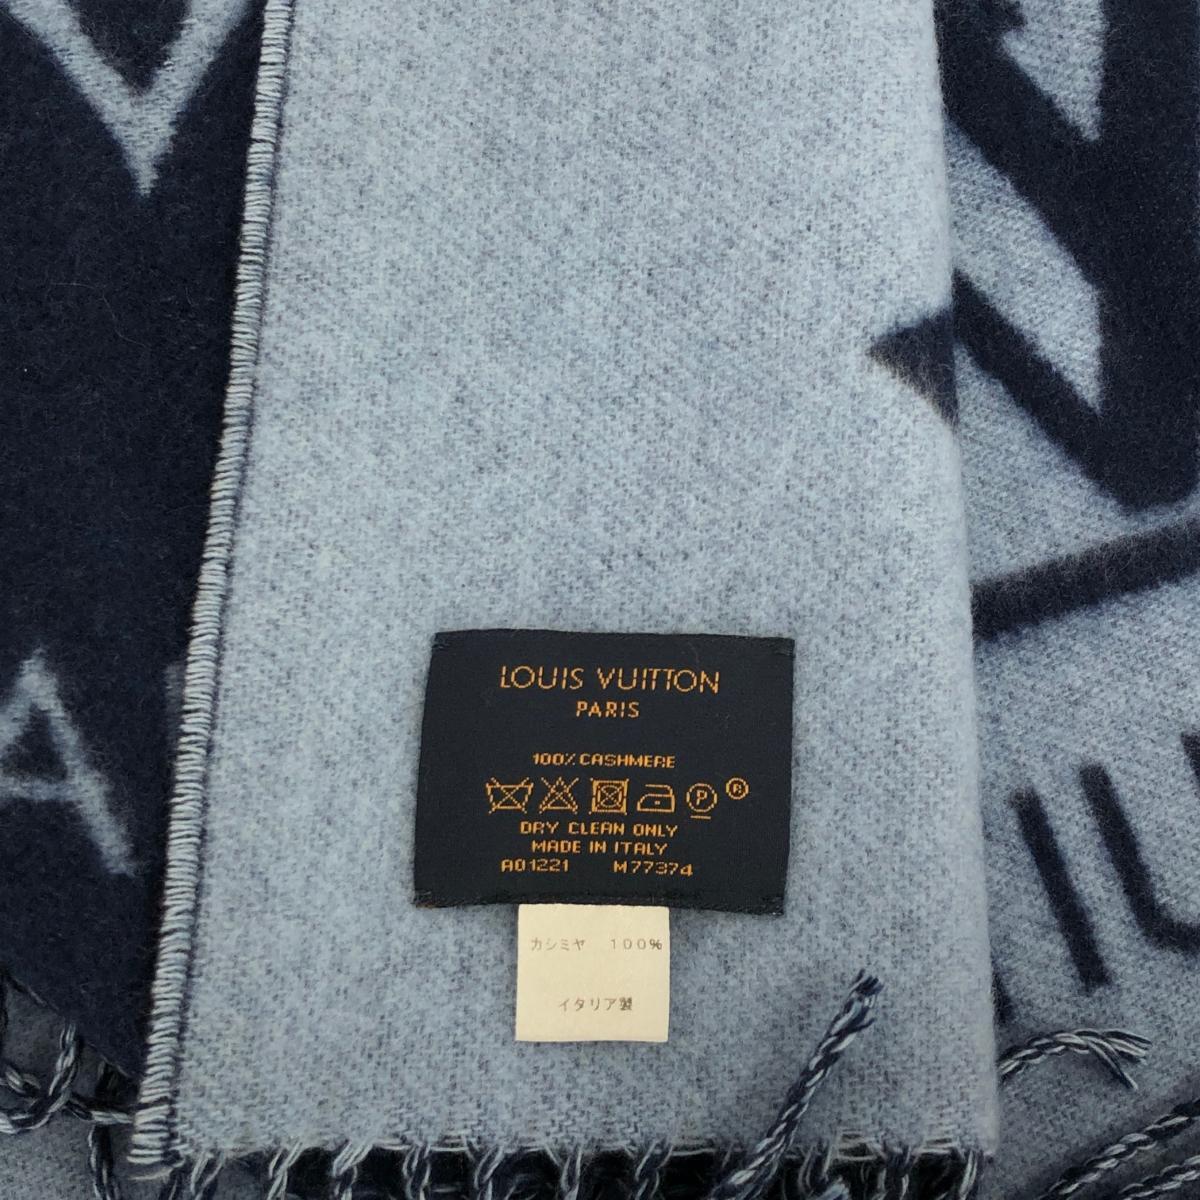 LOUIS VUITTON
PARIS
100% CASHMERE
P ®
DRY CLEAN ONLY
MADE IN ITALY
A01221 M77374
カシミヤ 100%
イタリア製